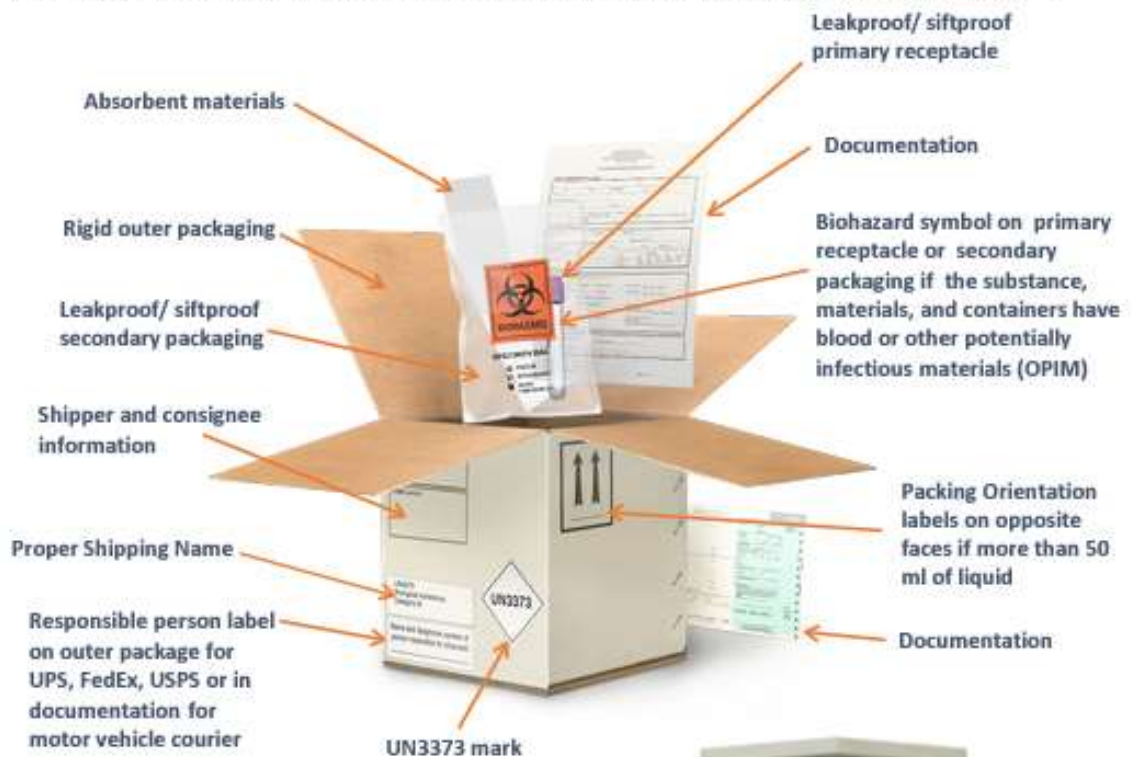 Leakproof/ siftproof
primary receptacle
Absorbent materials
Documentation
Rigid outer packaging
Biohazard symbol on primary
receptacle or secondary
packaging if the substance,
materials, and containers have
blood or other potentially
infectious materials (OPIM)
Leakproof/ siftproof
secondary packaging
BIOHAZARD
Shipper and consignee
information
Packing Orientation
labels on opposite
faces if more than 50
ml of liquid
Proper Shipping Name
UN3373
Responsible person label
on outer package for
UPS, FedEx, USPS or in
documentation for
motor vehicle courier
Documentation
UN3373 mark